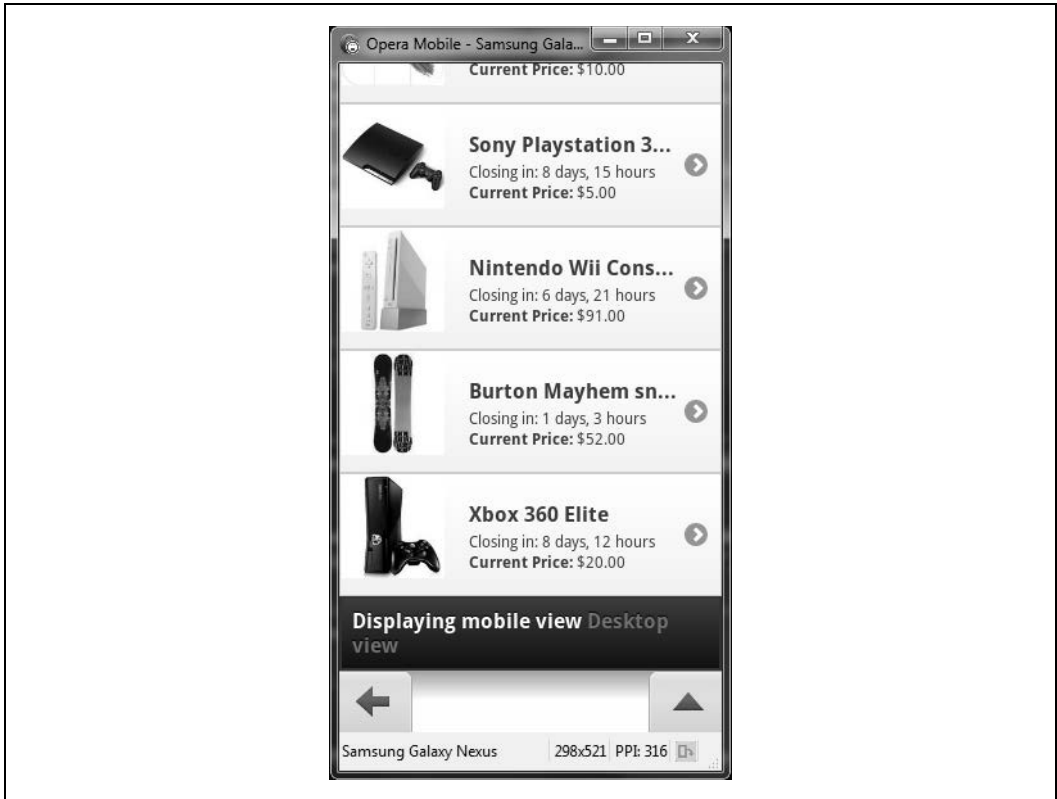 Opera Mobile - Samsung Gala...
Current Price: $10.00
Sony Playstation 3...
Closing in: 8 days, 15 hours
Current Price: $5.00
Nintendo Wii Cons...
Closing in: 6 days, 21 hours
Current Price: $91.00
Burton Mayhem sn...
Closing in: 1 days, 3 hours
Current Price: $52.00
Xbox 360 Elite
Closing in: 8 days, 12 hours
Current Price: $20.00
Displaying mobile view Desktop
view
Samsung Galaxy Nexus 298x521 PPI: 316